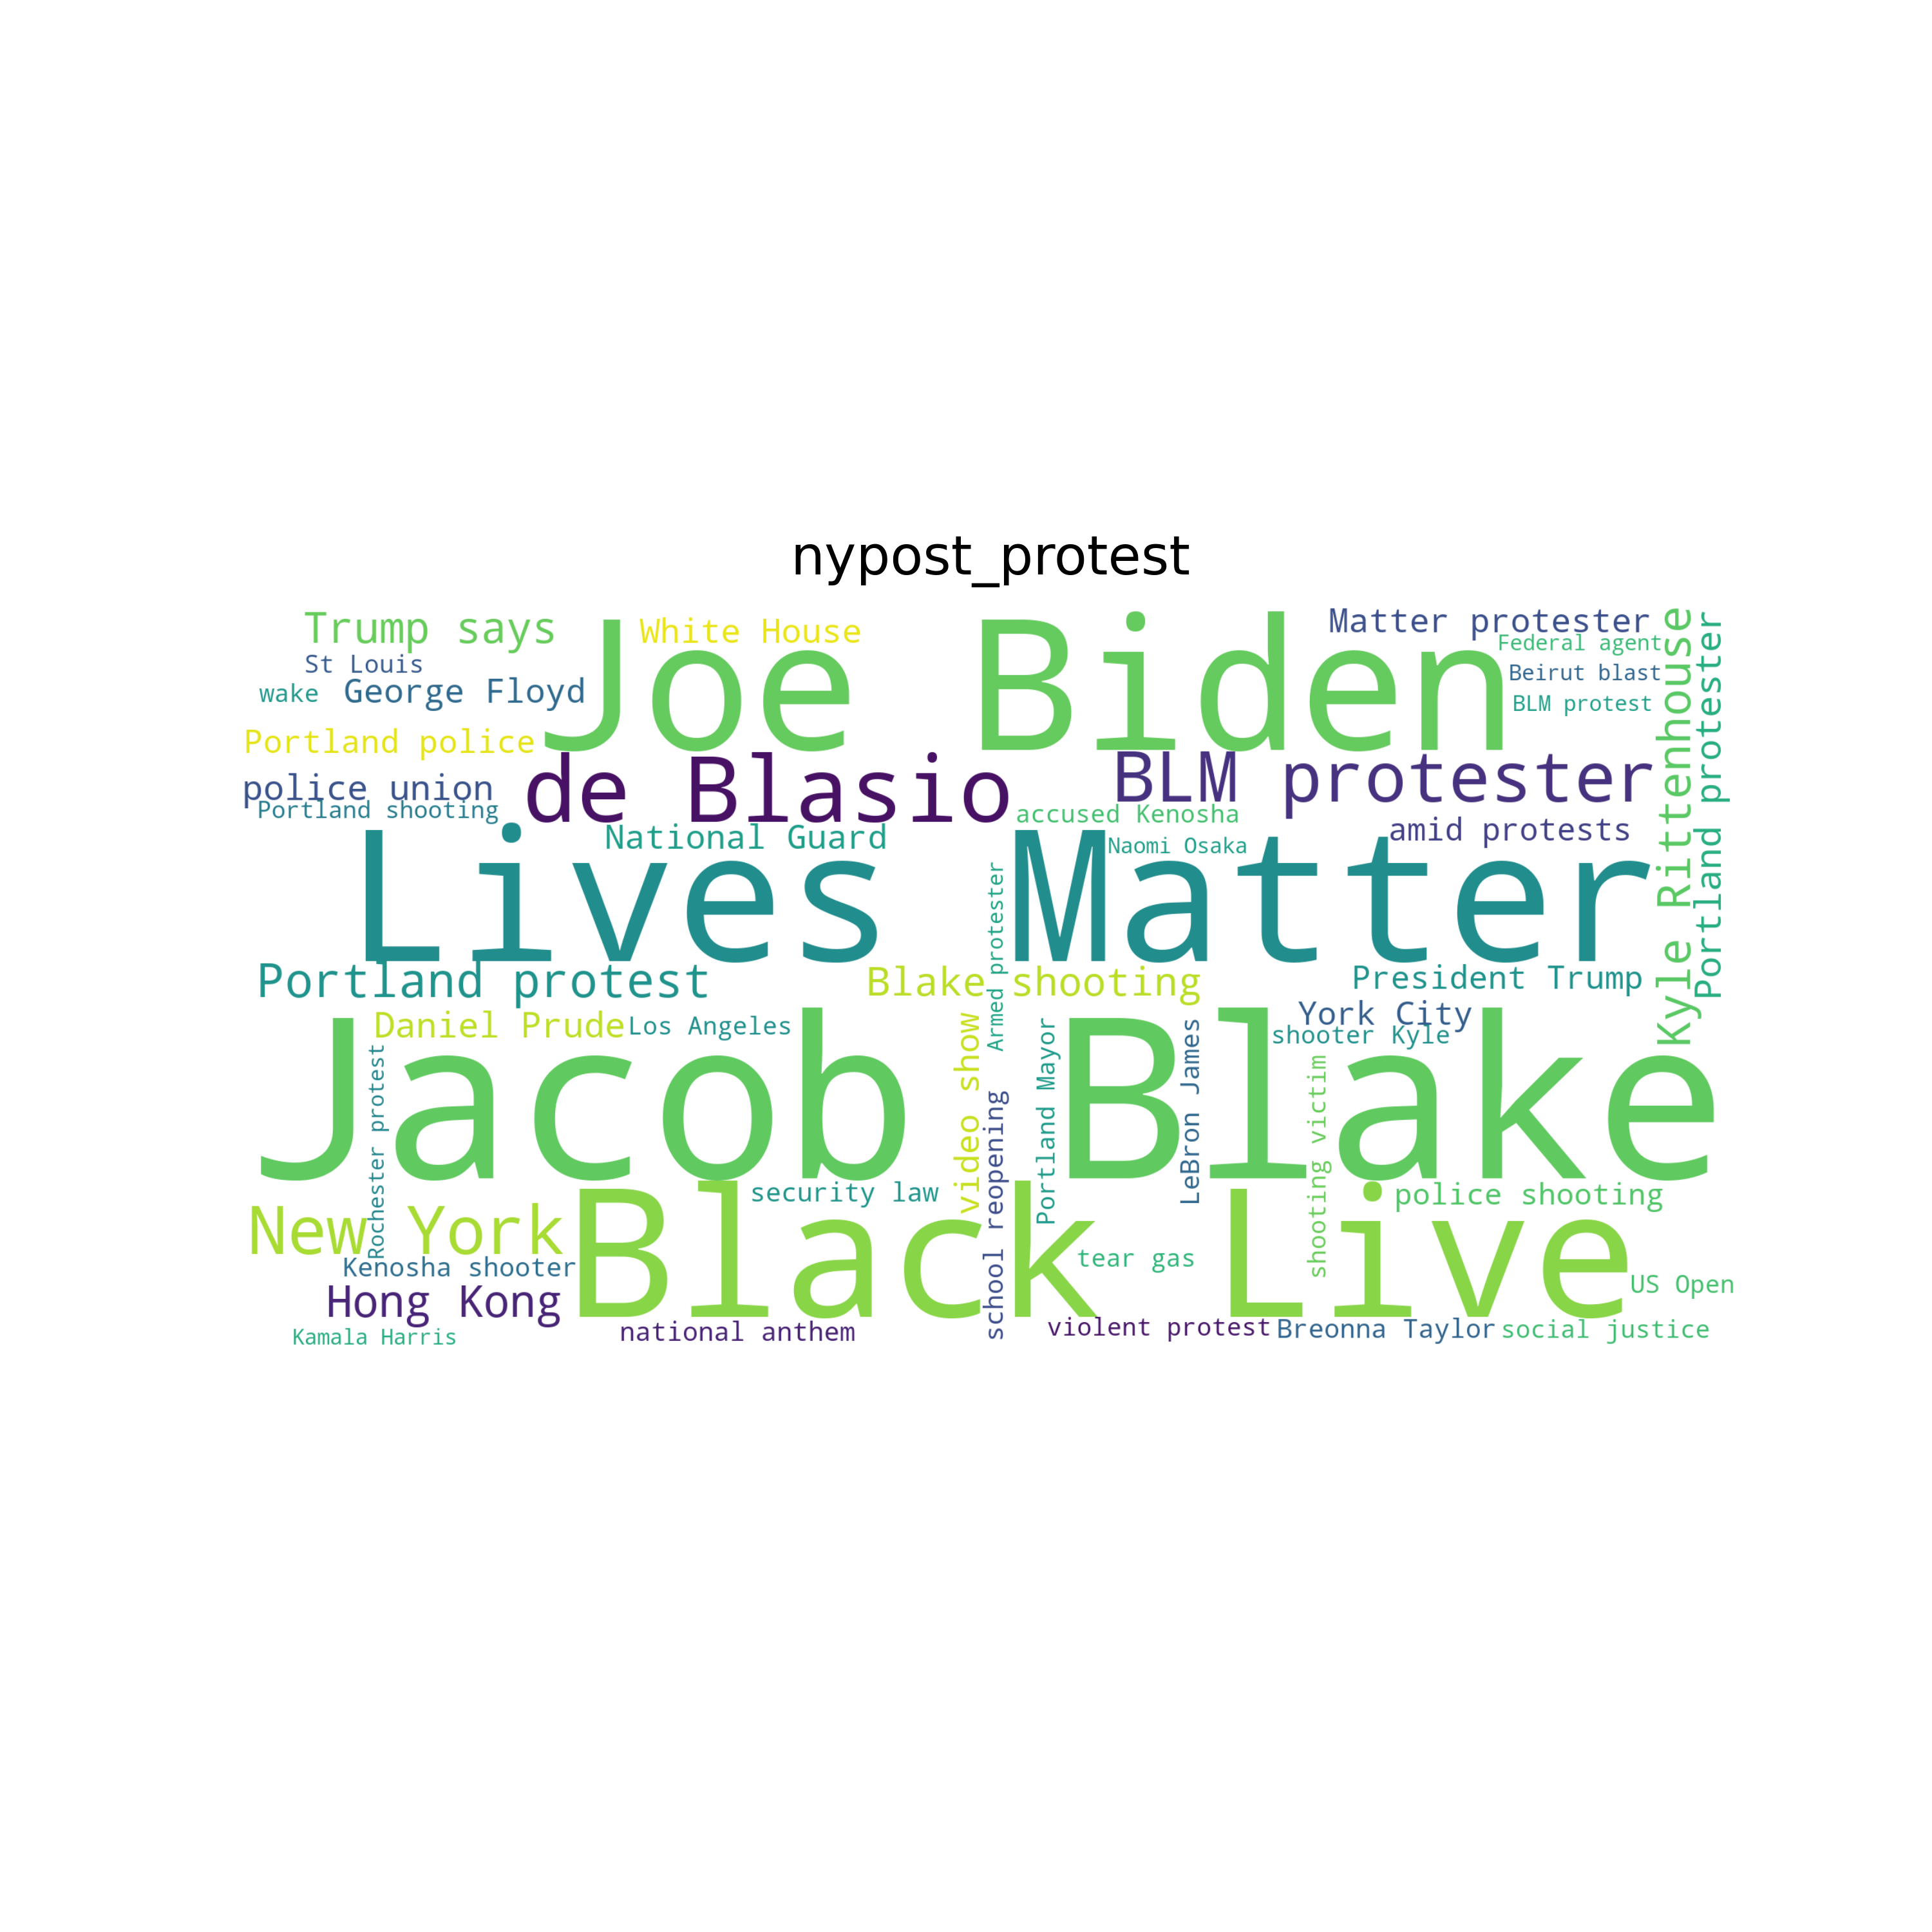 nypost_protest
Trump says
White House
Joe Biden
Matter protester
Federal agent
St Louis
Beirut blast
wake
George Floyd
BLM protest
Kyle Rittenhouse
Portland protester
Portland police
police union
de Blasio
BLM protester
Portland shooting
accused Kenosha
National Guard
Naomi Osaka
amid protests
Lives Matter
Armed protester
Portland protest
Blake shooting
President Trump
Daniel Prude
Los Angeles
York City
shooter Kyle
Jacob Blake
Rochester protest
video show
school reopening
Portland Mayor
LeBron James
shooting victim
security law
police shooting
New York
Black Live
Kenosha shooter
tear gas
Hong Kong
US Open
Kamala Harris
national anthem
violent protest
Breonna Taylor
social justice